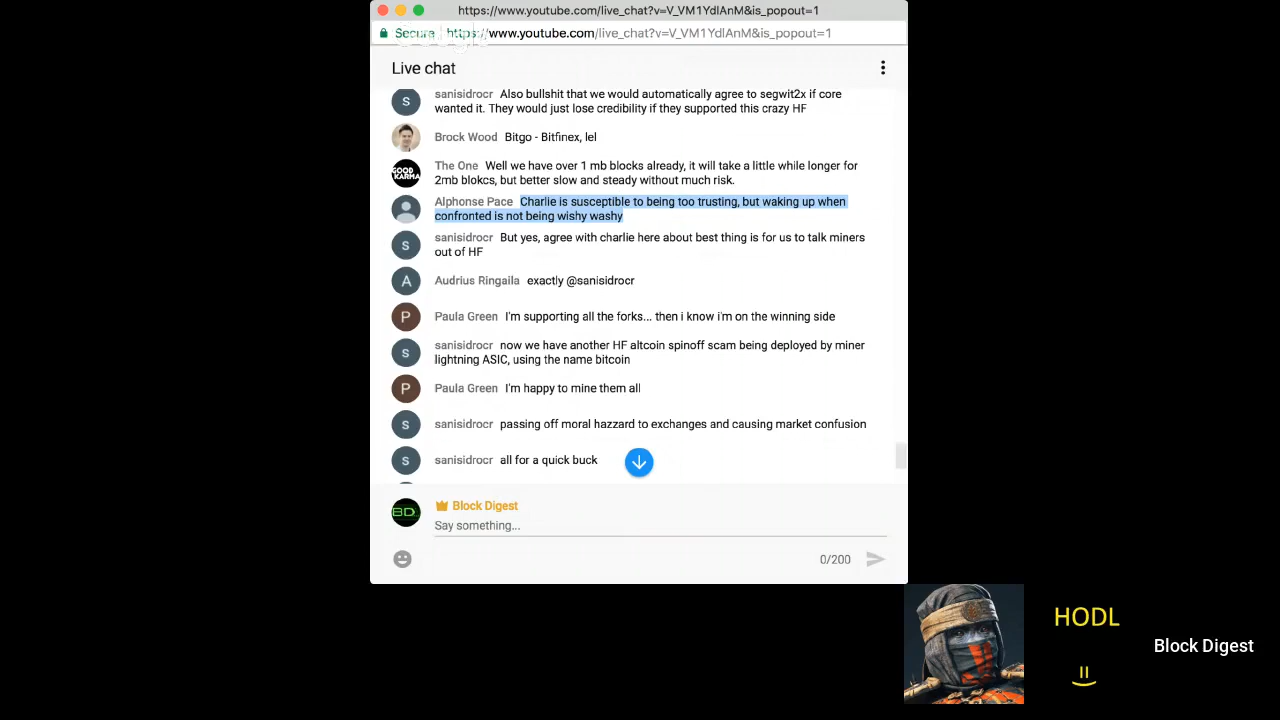 https://www.youtube.com/live_chat?v=V_VM1YdlAnM&is_popout=1
Secure https://www.youtube.com/live_chat?v=V_VM1YdlAnM&is_popout=1
Live chat
S sanisidrocr Also bullshit that we would automatically agree to segwit2x if core
wanted it. They would just lose credibility if they supported this crazy HF
Brock Wood Bitgo - Bitfinex, lel
GOOD KARMA The One Well we have over 1 mb blocks already, it will take a little while longer for
2mb blokcs, but better slow and steady without much risk.
Alphonse Pace Charlie is susceptible to being too trusting, but waking up when
confronted is not being wishy washy
S sanisidrocr But yes, agree with charlie here about best thing is for us to talk miners
out of HF
A Audrius Ringaila exactly @sanisidrocr
P Paula Green I'm supporting all the forks... then i know i'm on the winning side
S sanisidrocr now we have another HF altcoin spinoff scam being deployed by miner
lightning ASIC, using the name bitcoin
P Paula Green I'm happy to mine them all
S sanisidrocr passing off moral hazzard to exchanges and causing market confusion
S sanisidrocr all for a quick buck
BD Block Digest
Say something...
0/200
HODL
=)
Block Digest